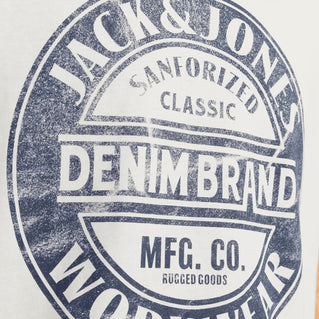 JACK&JONES
SANFORIZED
CLASSIC
DENIM BRAND
MFG. CO.
RUGGED GOODS
WORKWEAR